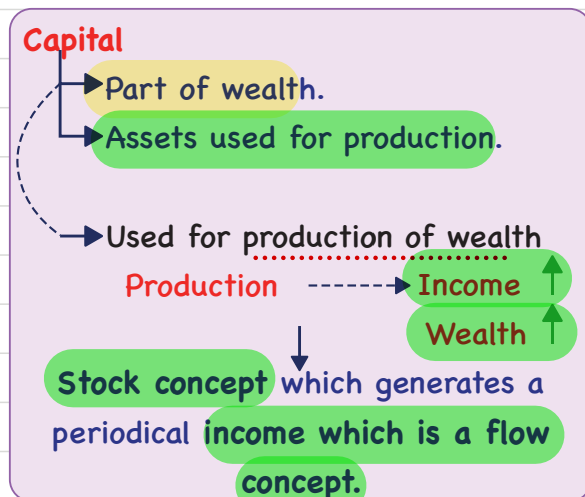 Capital
Part of wealth.
Assets used for production.
Used for production of wealth
Production Income
Wealth
Stock concept which generates a
periodical income which is a flow
concept.